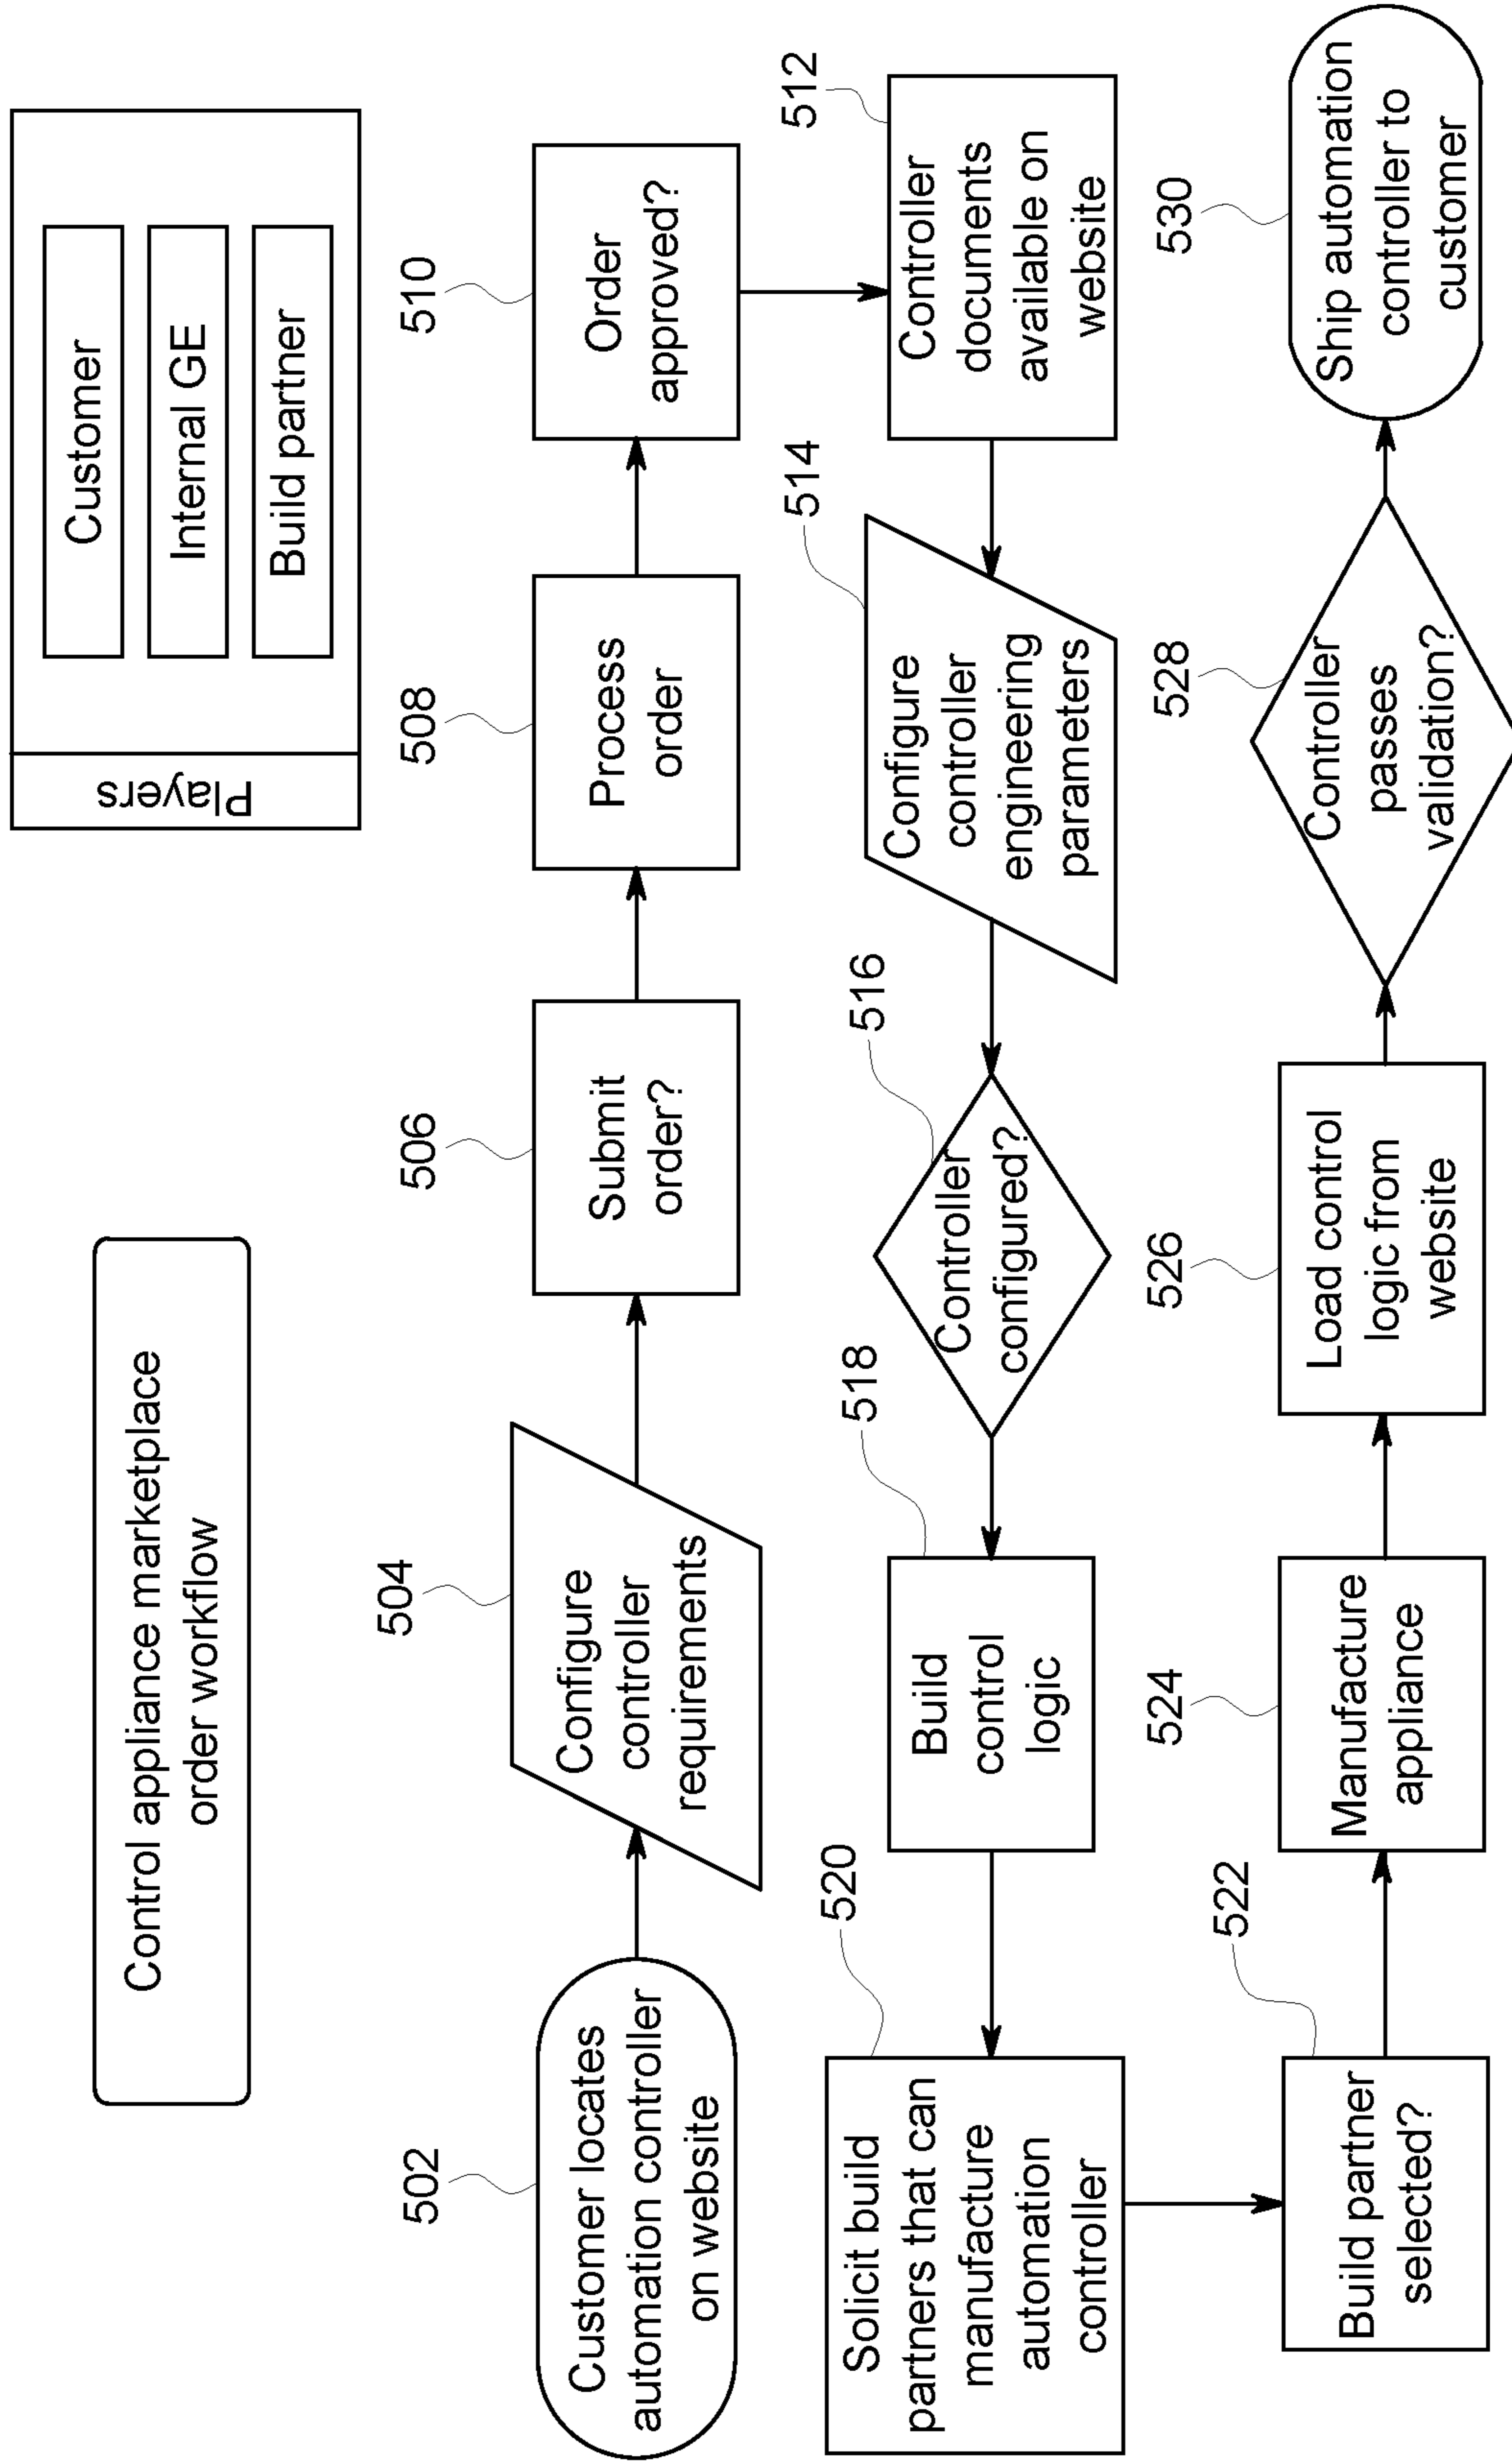 Control appliance marketplace
order workflow
Players
Customer
Internal GE
Build partner
502
Customer locates
automation controller
on website
504
Configure
controller
requirements
506
Submit
order?
508
Process
order
510
Order
approved?
512
Controller
documents
available on
website
514
Configure
controller
engineering
parameters
516
Controller
configured?
518
Build
control
logic
520
Solicit build
partners that can
manufacture
automation
controller
522
Build partner
selected?
524
Manufacture
appliance
526
Load control
logic from
website
528
Controller
passes
validation?
530
Ship automation
controller to
customer